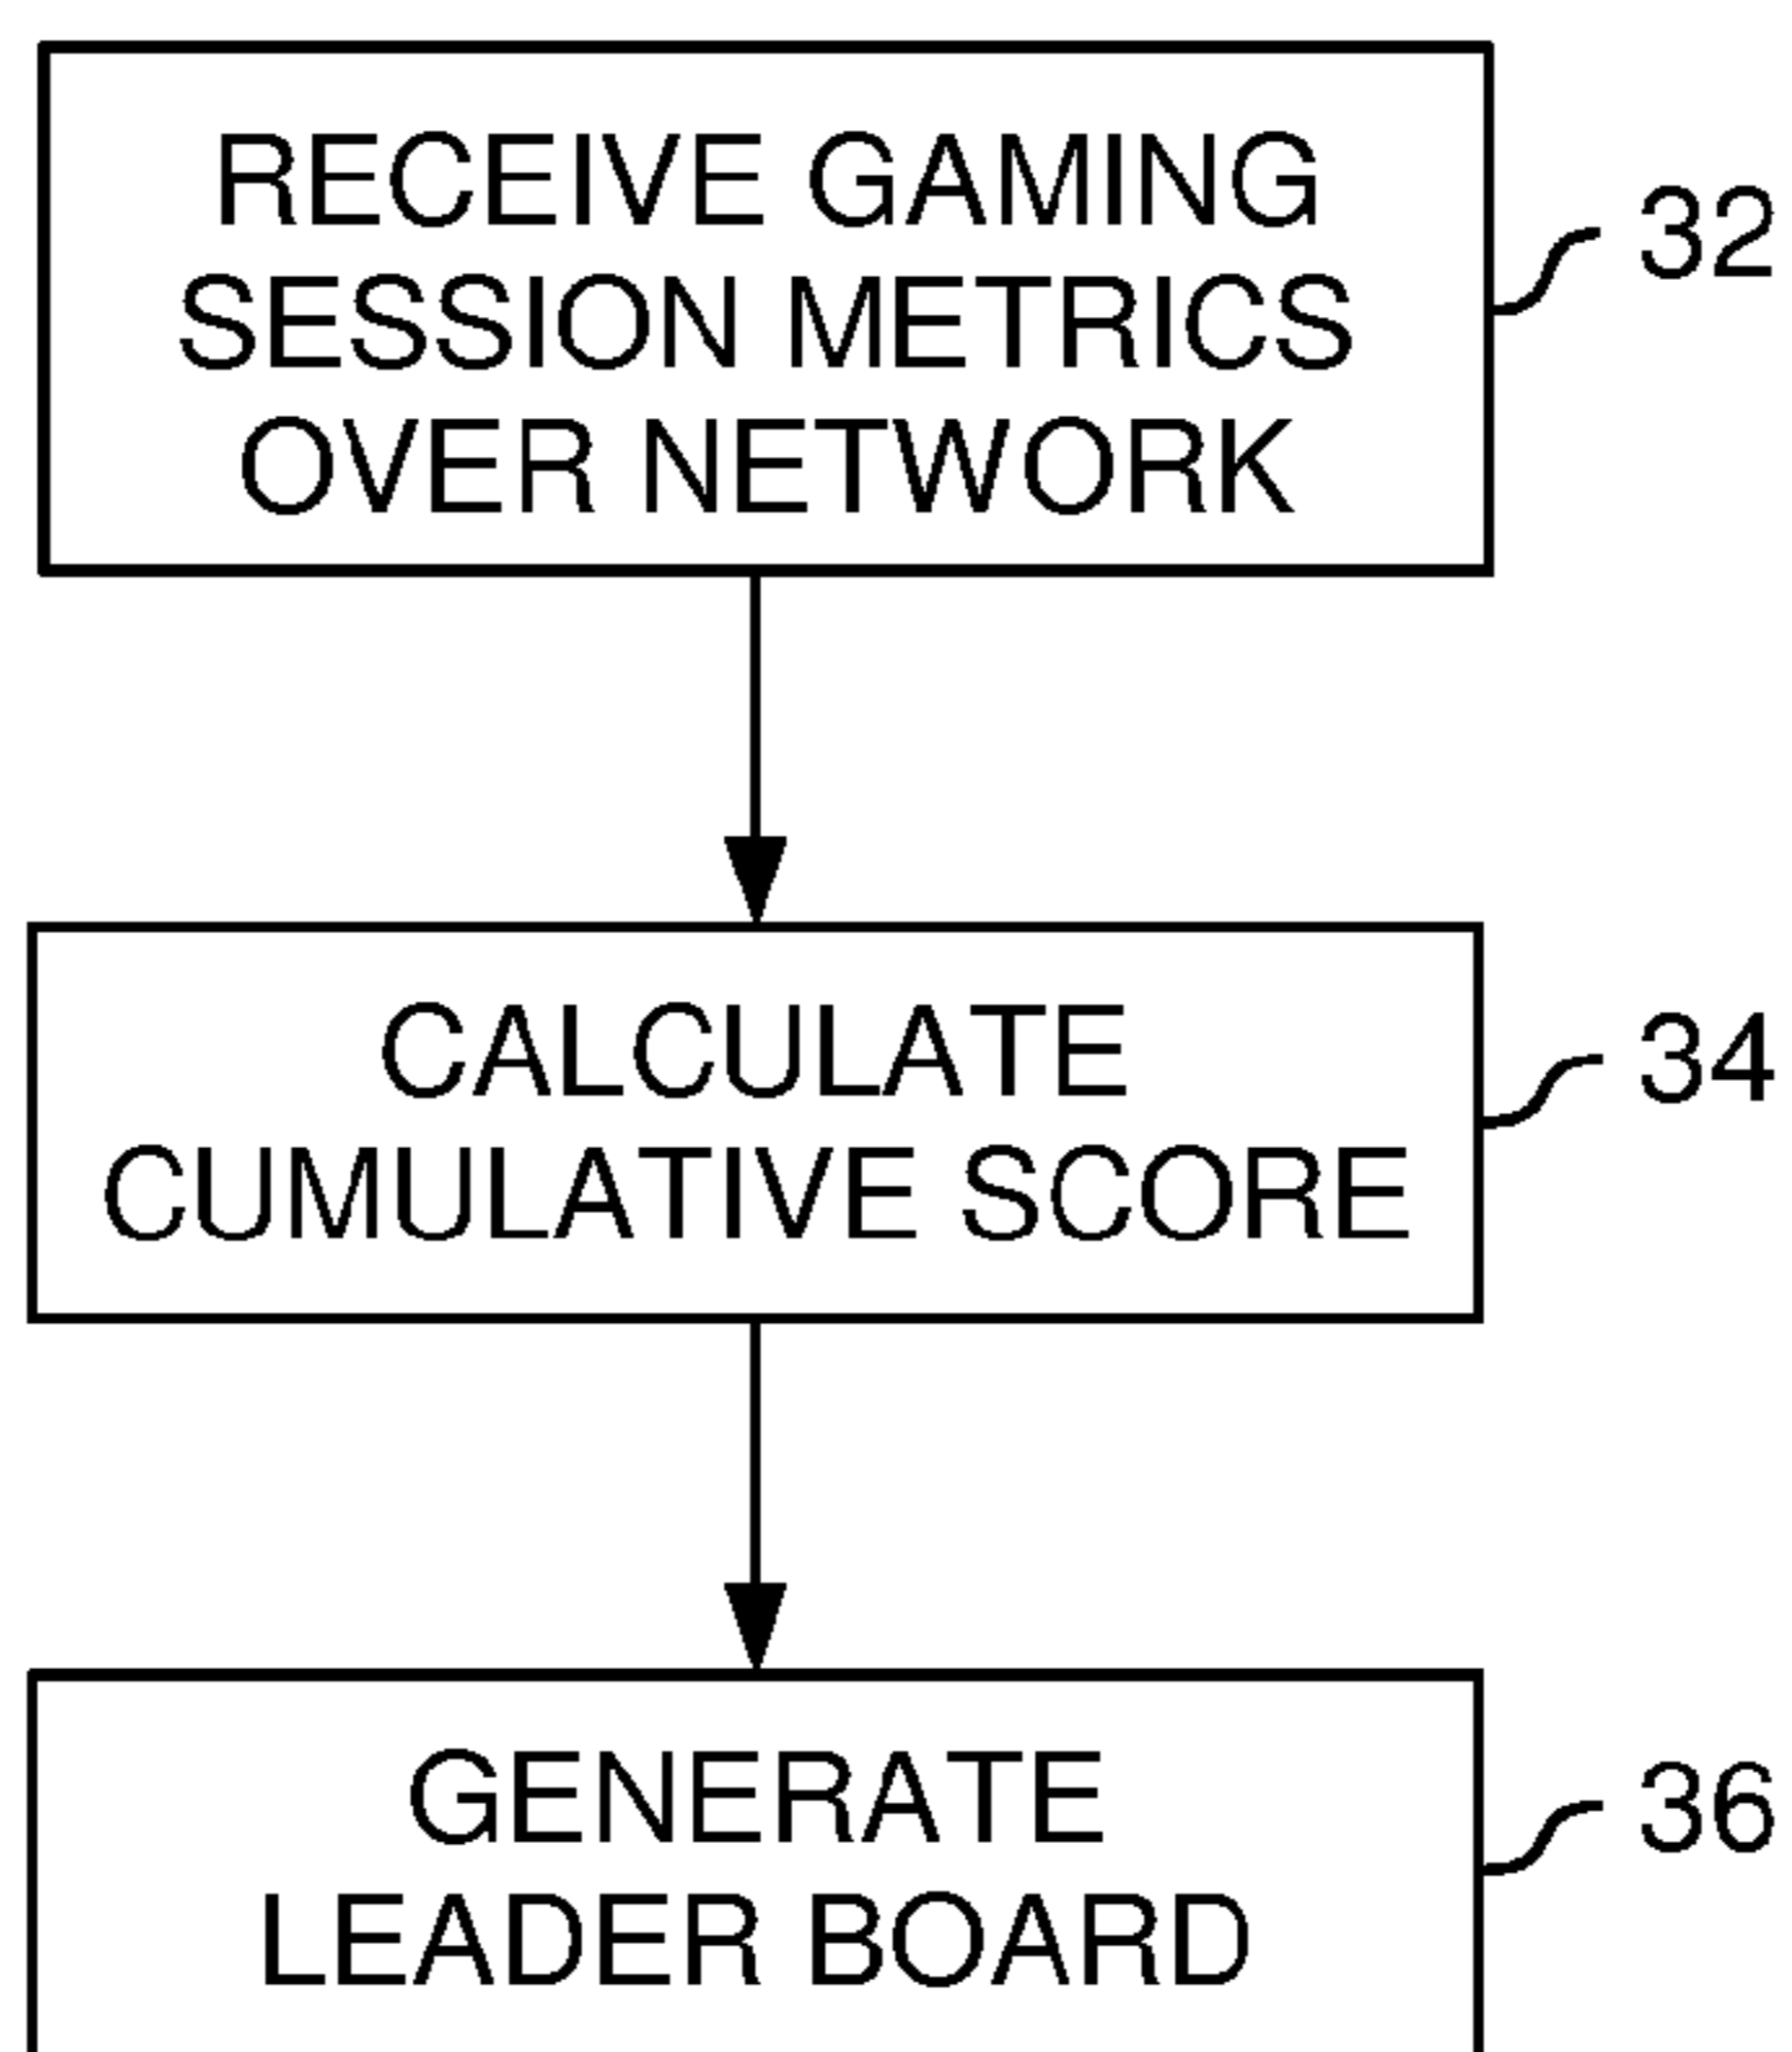 RECEIVE GAMING
SESSION METRICS
OVER NETWORK
32
CALCULATE
CUMULATIVE SCORE
34
GENERATE
LEADER BOARD
36